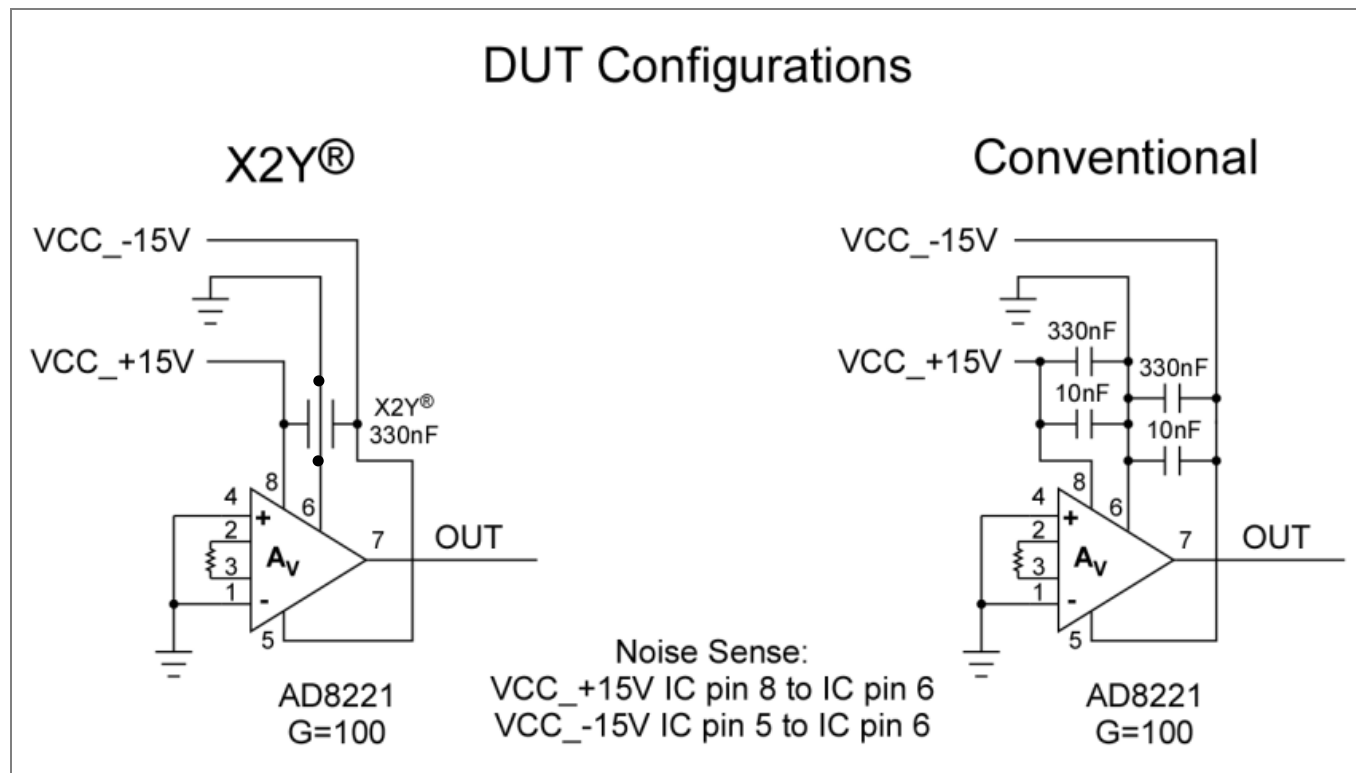 DUT Configurations
X2Y®
Conventional
VCC_-15V
VCC_+15V
X2Y®
330nF
8
4
6
+
2
7
OUT
3
AV
1
-
5
AD8221
G=100
Noise Sense:
VCC_+15V IC pin 8 to IC pin 6
VCC_-15V IC pin 5 to IC pin 6
VCC_-15V
330nF
VCC_+15V
330nF
10nF
10nF
8
4
6
+
2
7
OUT
3
AV
1
-
5
AD8221
G=100